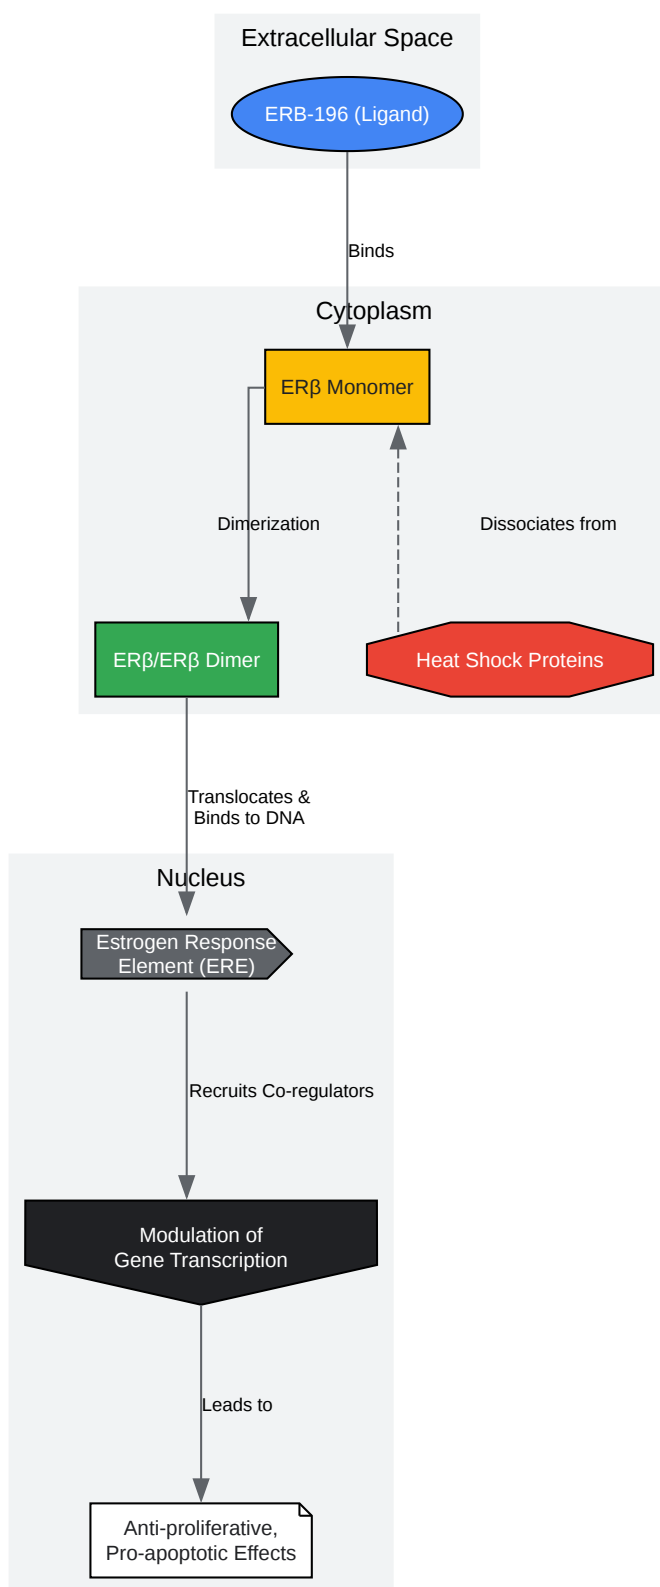 Extracellular Space
ERB-196 (Ligand)
Binds
Cytoplasm
ERβ Monomer
Dimerization
Dissociates from
ERβ/ERβ Dimer
Heat Shock Proteins
Translocates &
Binds to DNA
Nucleus
Estrogen Response
Element (ERE)
Recruits Co-regulators
Modulation of
Gene Transcription
Leads to
Anti-proliferative,
Pro-apoptotic Effects